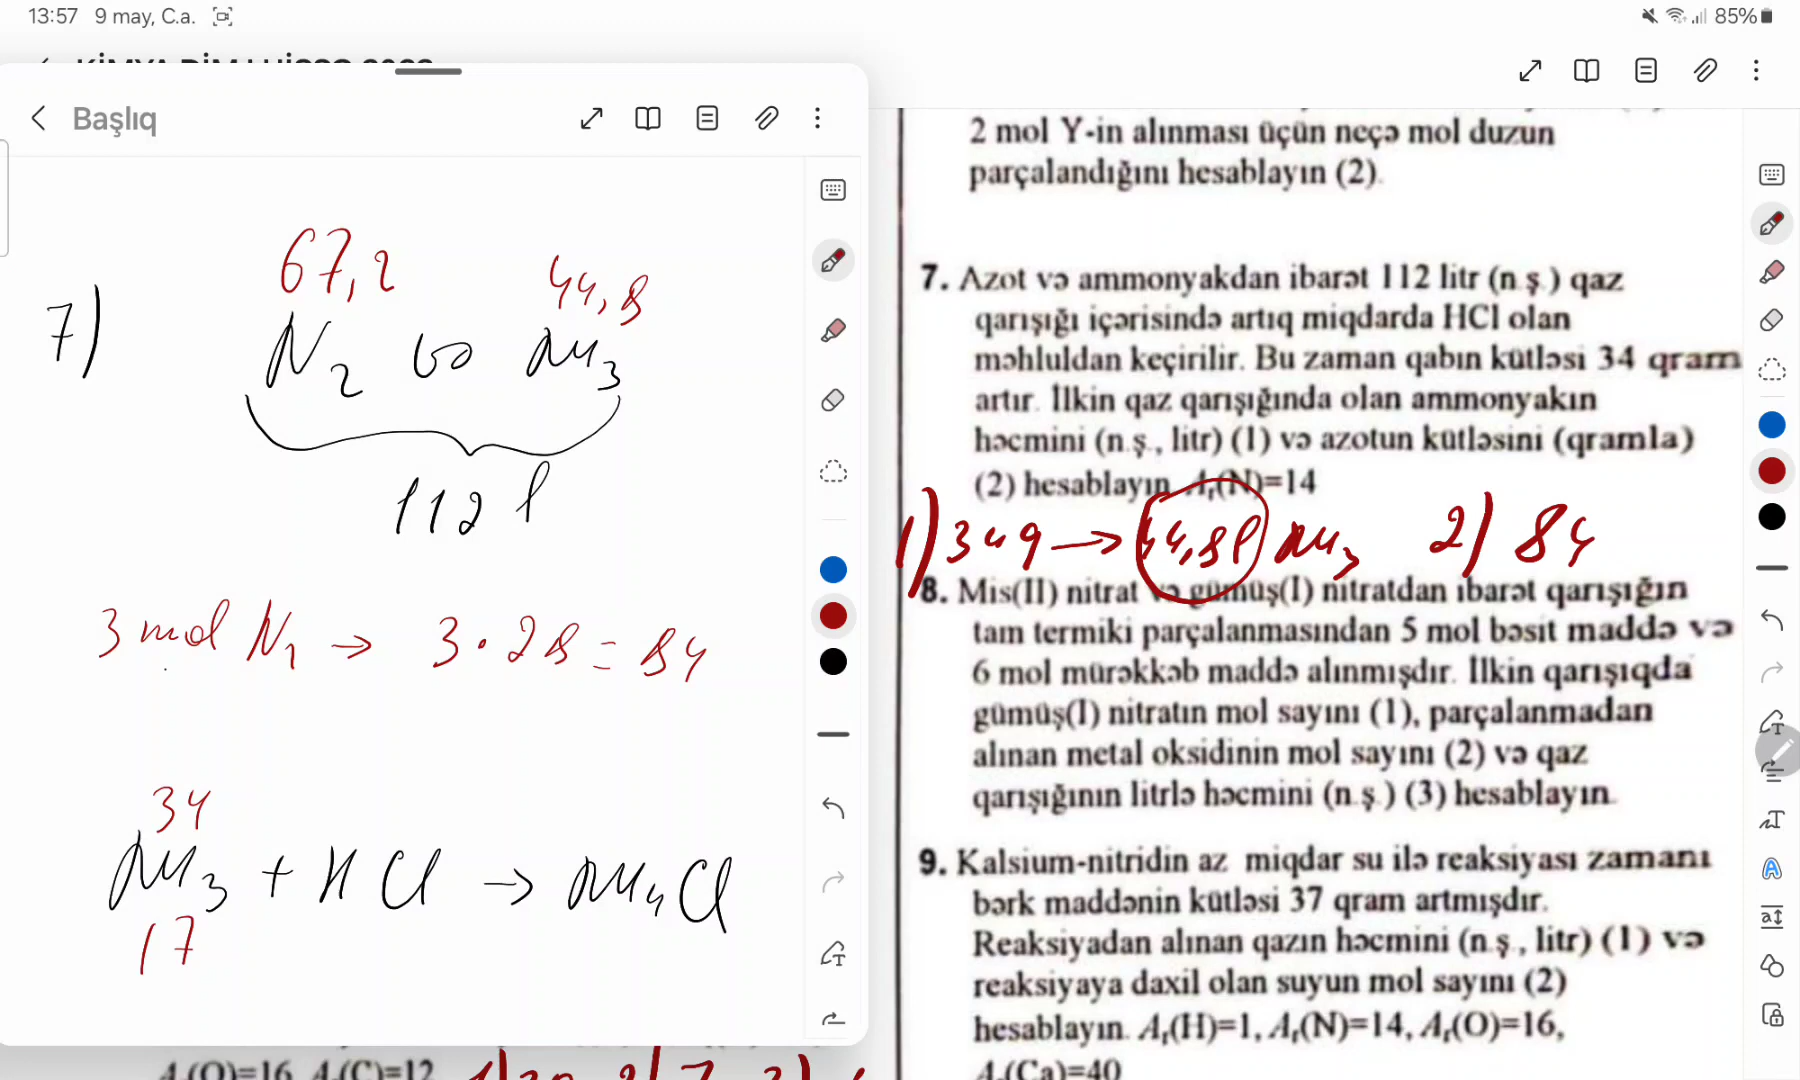 13:57 9 may, C.a. 85%
Başlıq
67,2 44,8
7) N2 və NH3
112 l
3 mol N2 → 3·28=84
34
NH3 + HCl → NH4Cl
17
2 mol Y-in alınması üçün neçə mol duzun
parçalandığını hesablayın (2).
7. Azot və ammonyakdan ibarət 112 litr (n.ş.) qaz
qarışığı içərisində artıq miqdarda HCl olan
məhluldan keçirilir. Bu zaman qabın kütləsi 34 qram
artır. İlkin qaz qarışığında olan ammonyakın
həcmini (n.ş., litr) (1) və azotun kütləsini (qramla)
(2) hesablayın. Ar(N)=14
1) 34g → 44,8l NH3 2) 84
8. Mis(II) nitrat və gümüş(I) nitratdan ibarət qarışığın
tam termiki parçalanmasından 5 mol bəsit maddə və
6 mol mürəkkəb maddə alınmışdır. İlkin qarışıqda
gümüş(I) nitratın mol sayını (1), parçalanmadan
alınan metal oksidinin mol sayını (2) və qaz
qarışığının litrlə həcmini (n.ş.) (3) hesablayın.
9. Kalsium-nitridin az miqdar su ilə reaksiyası zamanı
bərk maddənin kütləsi 37 qram artmışdır.
Reaksiyadan alınan qazın həcmini (n.ş., litr) (1) və
reaksiyaya daxil olan suyun mol sayını (2)
hesablayın. Ar(H)=1, Ar(N)=14, Ar(O)=16,
Ar(Ca)=40
Ar(O)=16, Ar(C)=12